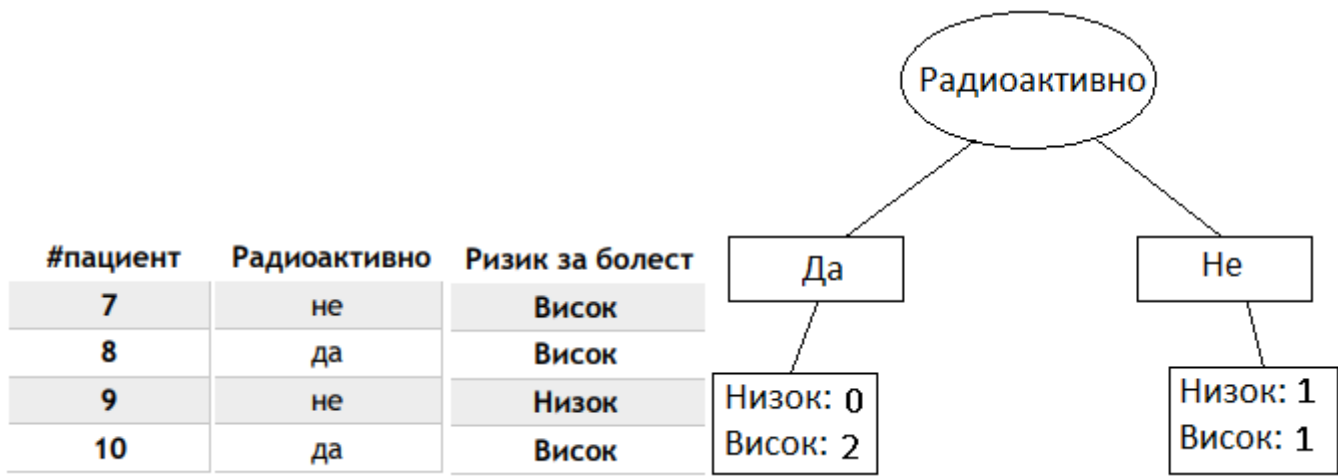 #пациент Радиоактивно Ризик за болест
7 не Висок
8 да Висок
9 не Низок
10 да Висок
Радиоактивно
Да
Не
Низок: 0
Висок: 2
Низок: 1
Висок: 1